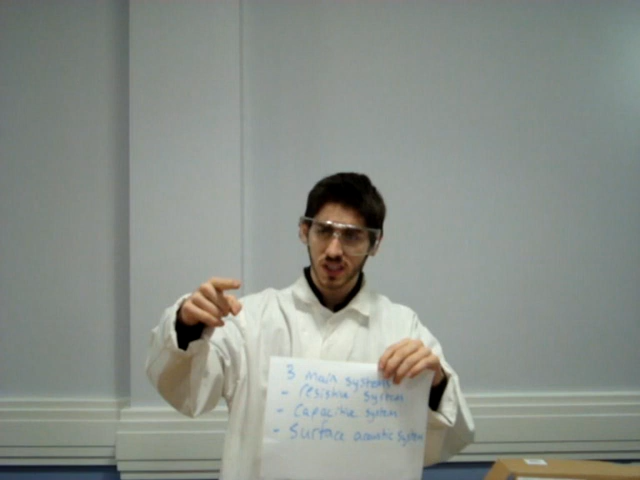 3 main systems
- resistive system
- Capacitive system
- Surface acoustic system